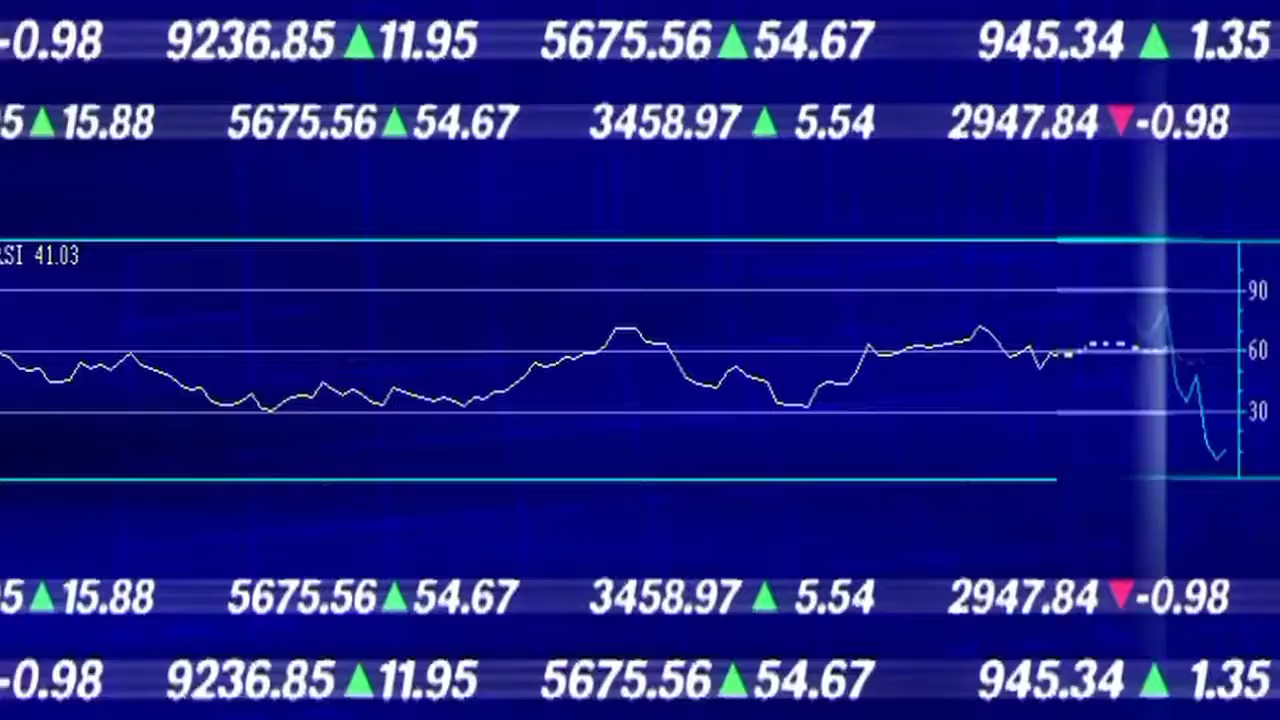 -0.98 9236.85 ▲ 11.95 5675.56 ▲ 54.67 945.34 ▲ 1.35
5 ▲ 15.88 5675.56 ▲ 54.67 3458.97 ▲ 5.54 2947.84 ▼ -0.98
RSI 41.03
90
60
30
5 ▲ 15.88 5675.56 ▲ 54.67 3458.97 ▲ 5.54 2947.84 ▼ -0.98
-0.98 9236.85 ▲ 11.95 5675.56 ▲ 54.67 945.34 ▲ 1.35